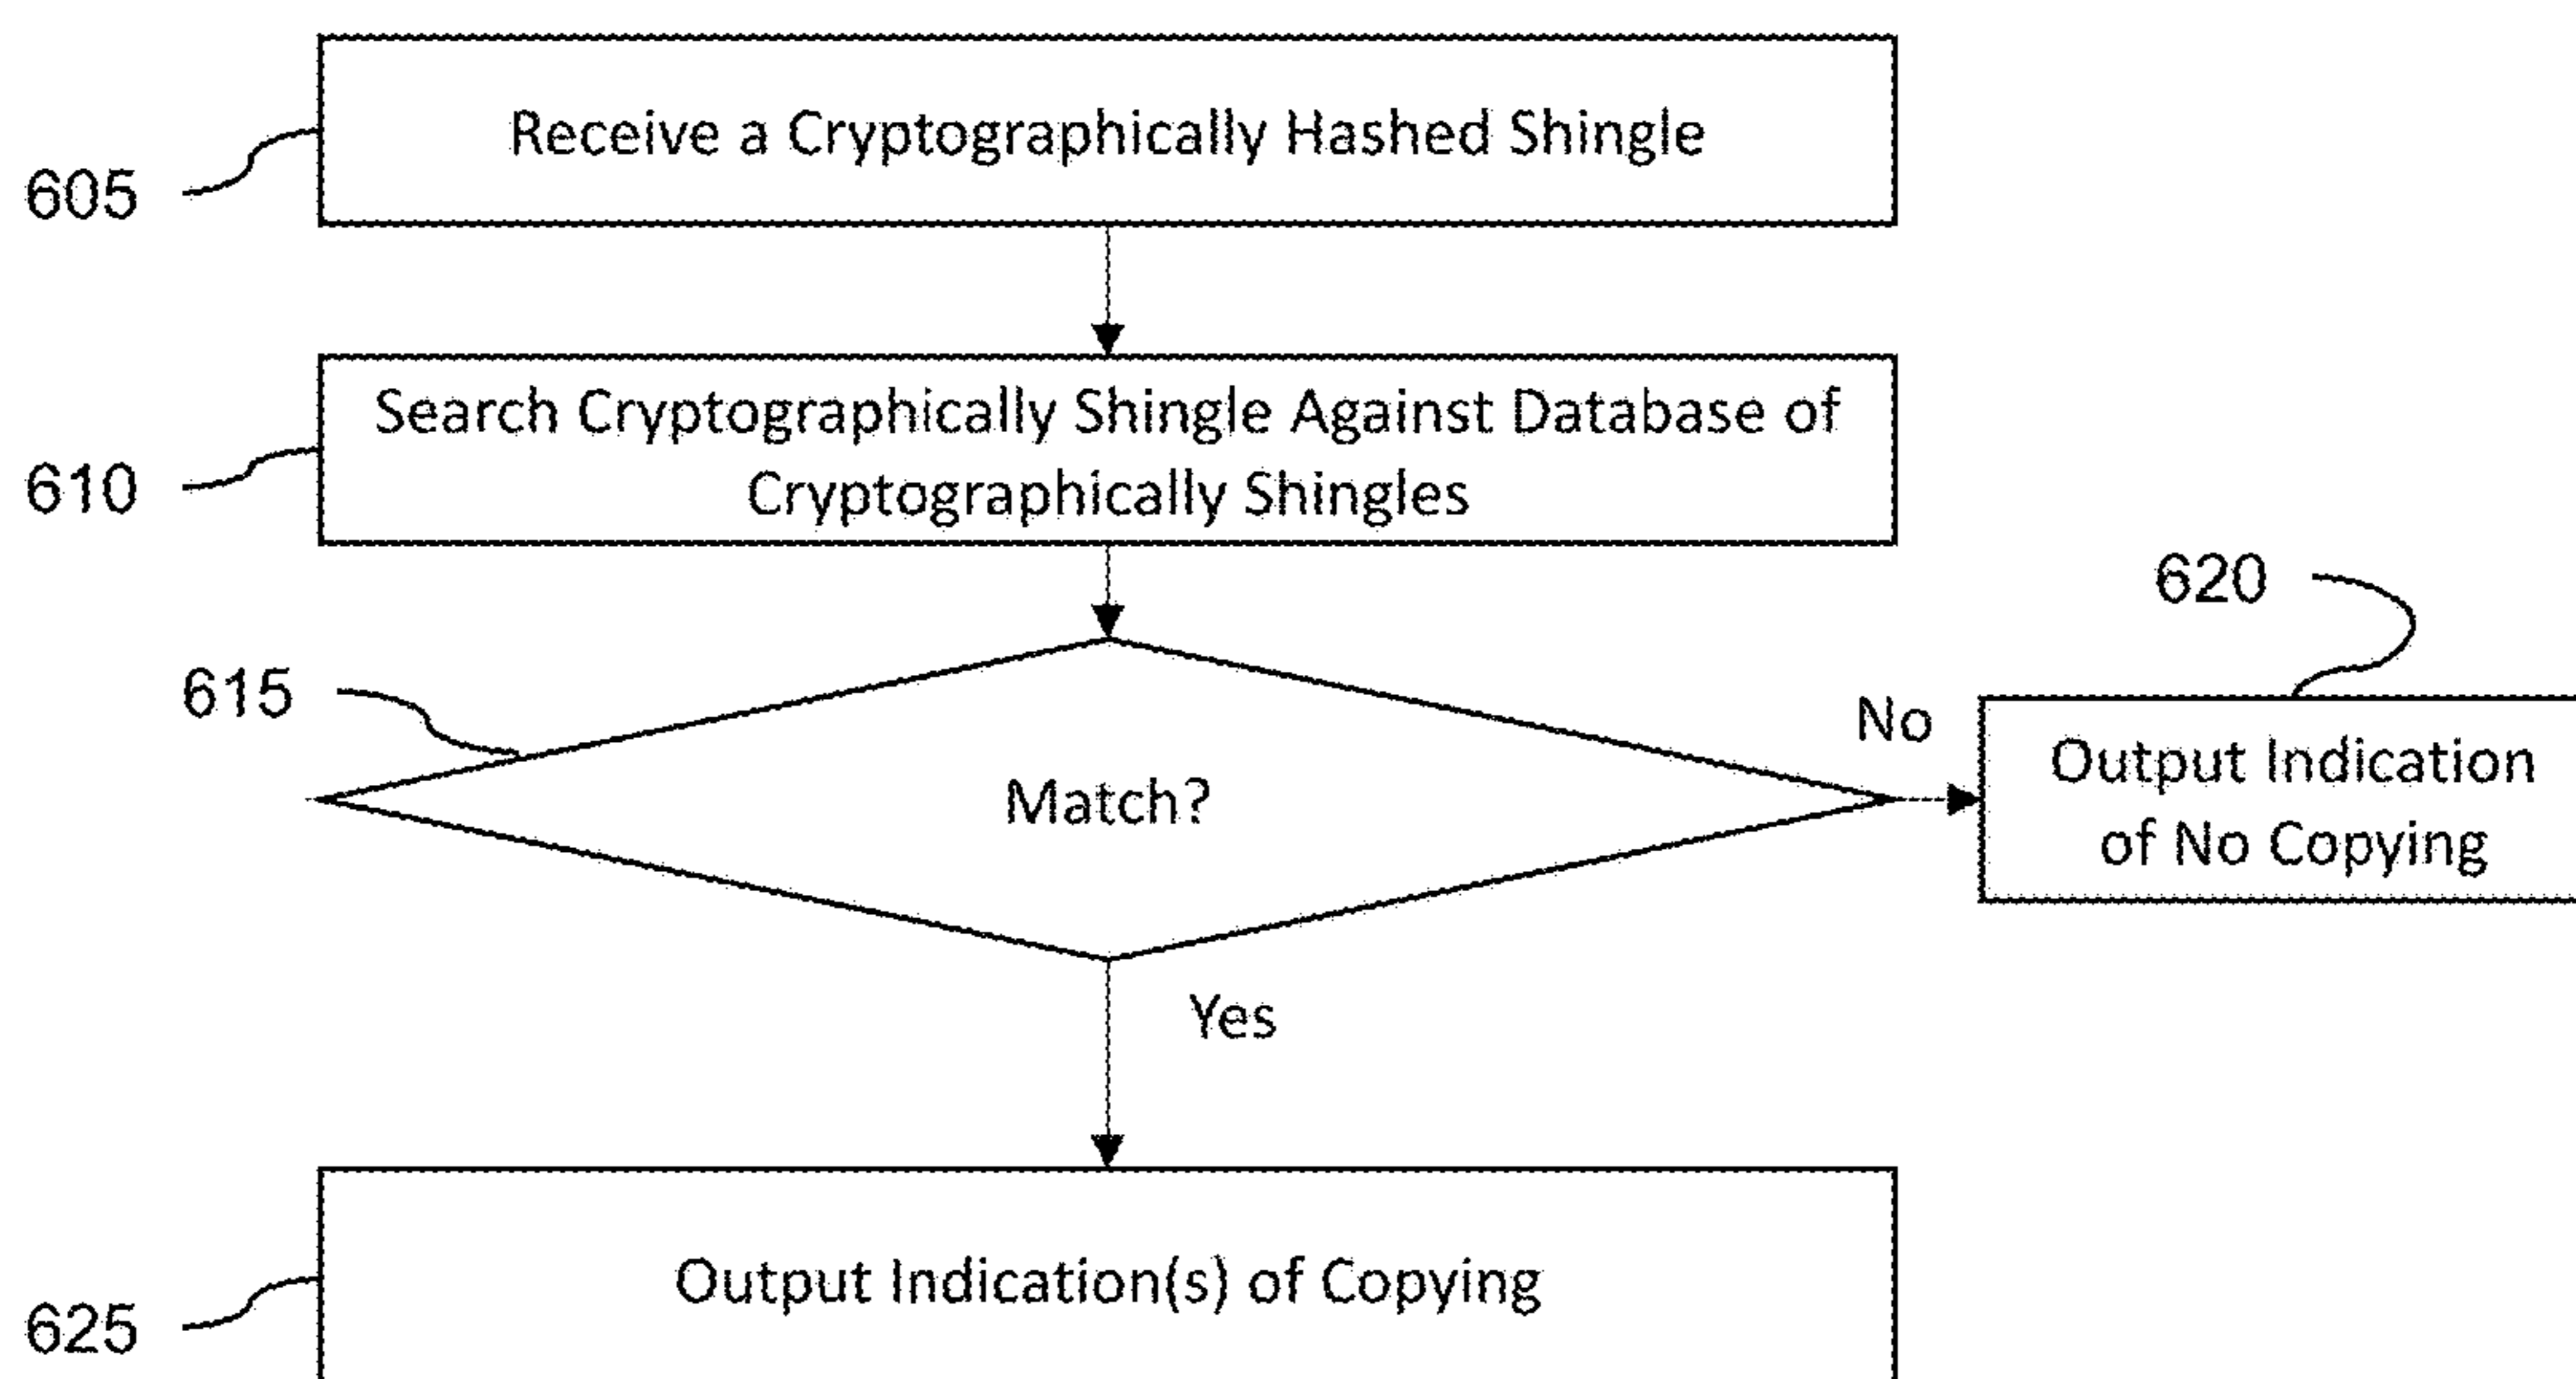 605
Receive a Cryptographically Hashed Shingle
610
Search Cryptographically Shingle Against Database of
Cryptographically Shingles
615
Match?
No
620
Output Indication
of No Copying
Yes
625
Output Indication(s) of Copying